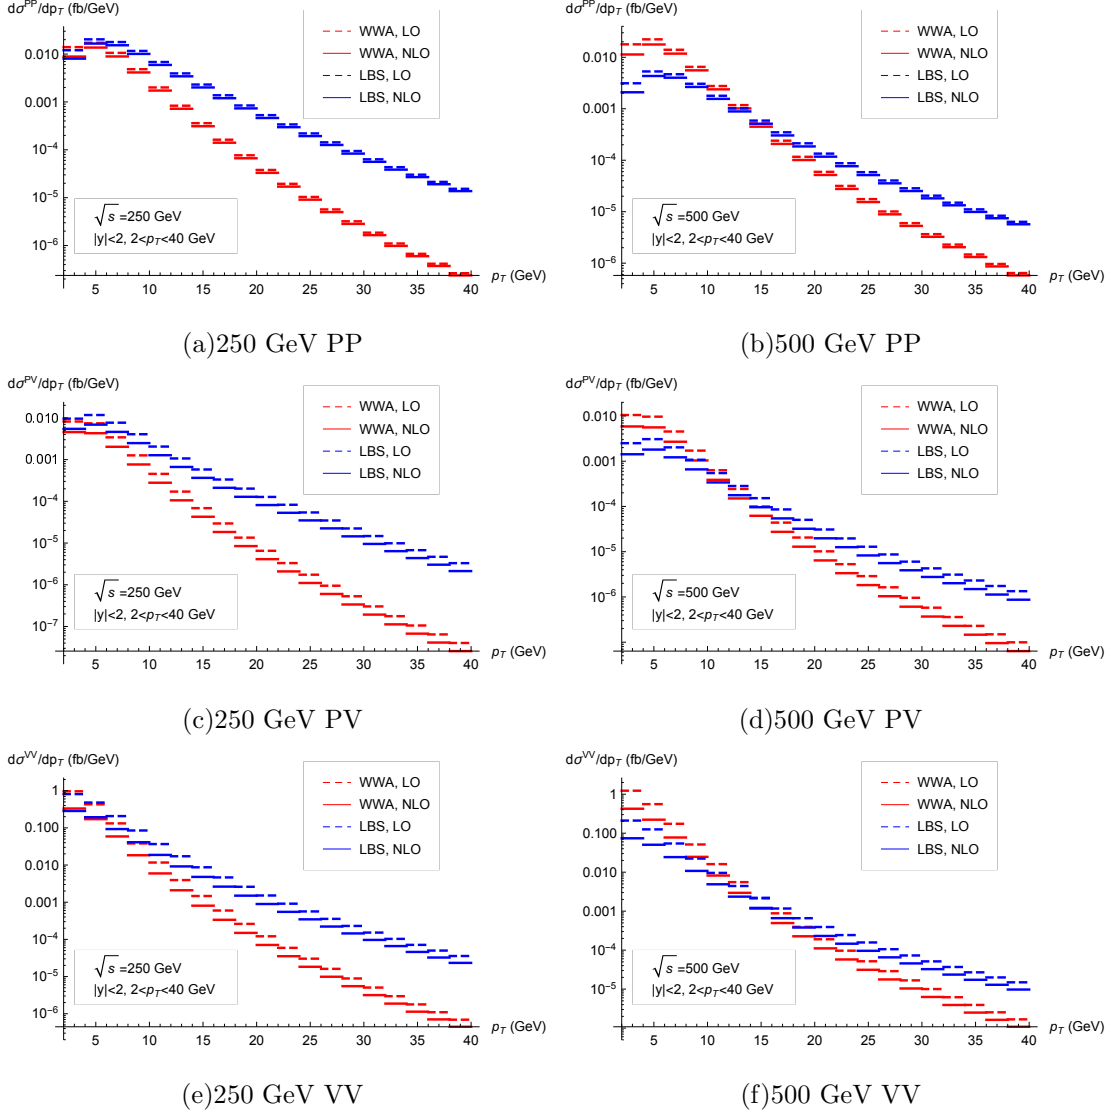 dσ^PP/dp_T (fb/GeV)
WWA, LO
WWA, NLO
LBS, LO
LBS, NLO
0.010
0.001
10^-4
10^-5
10^-6
√s =250 GeV
|y|<2, 2<p_T<40 GeV
5 10 15 20 25 30 35 40
p_T (GeV)
(a)250 GeV PP
dσ^PP/dp_T (fb/GeV)
WWA, LO
WWA, NLO
LBS, LO
LBS, NLO
0.010
0.001
10^-4
10^-5
10^-6
√s =500 GeV
|y|<2, 2<p_T<40 GeV
5 10 15 20 25 30 35 40
p_T (GeV)
(b)500 GeV PP
dσ^PV/dp_T (fb/GeV)
WWA, LO
WWA, NLO
LBS, LO
LBS, NLO
0.010
0.001
10^-4
10^-5
10^-6
10^-7
√s =250 GeV
|y|<2, 2<p_T<40 GeV
5 10 15 20 25 30 35 40
p_T (GeV)
(c)250 GeV PV
dσ^PV/dp_T (fb/GeV)
WWA, LO
WWA, NLO
LBS, LO
LBS, NLO
0.010
0.001
10^-4
10^-5
10^-6
√s =500 GeV
|y|<2, 2<p_T<40 GeV
5 10 15 20 25 30 35 40
p_T (GeV)
(d)500 GeV PV
dσ^VV/dp_T (fb/GeV)
WWA, LO
WWA, NLO
LBS, LO
LBS, NLO
1
0.100
0.010
0.001
10^-4
10^-5
10^-6
√s =250 GeV
|y|<2, 2<p_T<40 GeV
5 10 15 20 25 30 35 40
p_T (GeV)
(e)250 GeV VV
dσ^VV/dp_T (fb/GeV)
WWA, LO
WWA, NLO
LBS, LO
LBS, NLO
1
0.100
0.010
0.001
10^-4
10^-5
√s =500 GeV
|y|<2, 2<p_T<40 GeV
5 10 15 20 25 30 35 40
p_T (GeV)
(f)500 GeV VV